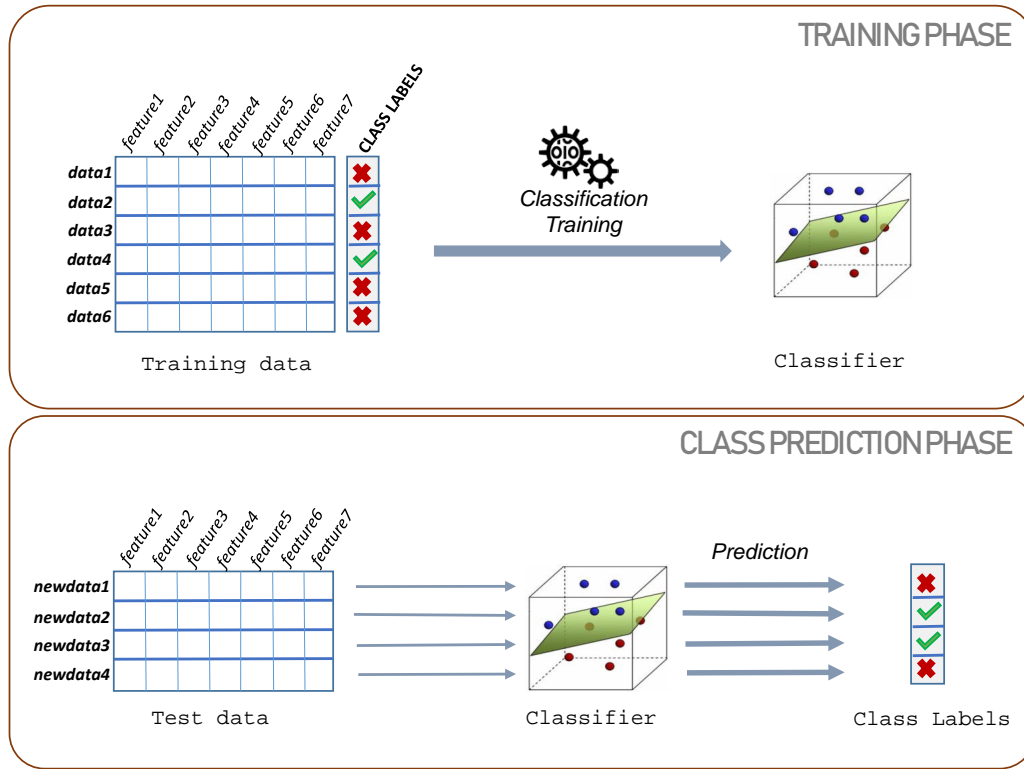 TRAINING PHASE
feature1 feature2 feature3 feature4 feature5 feature6 feature7 CLASS LABELS
data1
data2
data3
data4
data5
data6
Training data
010
Classification
Training
Classifier
CLASS PREDICTION PHASE
feature1 feature2 feature3 feature4 feature5 feature6 feature7
newdata1
newdata2
newdata3
newdata4
Test data
Classifier
Prediction
Class Labels